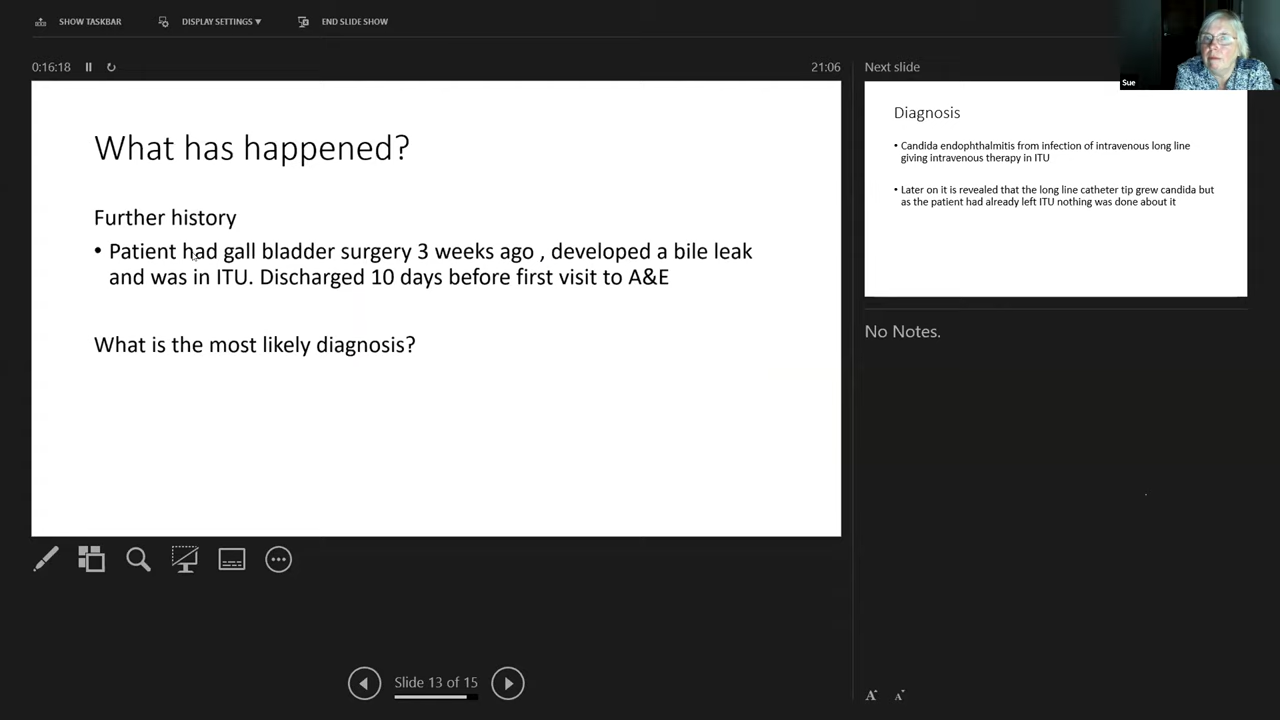 SHOW TASKBAR
DISPLAY SETTINGS ▼
END SLIDE SHOW
0:16:18
21:06
What has happened?
Further history
• Patient had gall bladder surgery 3 weeks ago , developed a bile leak
and was in ITU. Discharged 10 days before first visit to A&E
What is the most likely diagnosis?
Slide 13 of 15
Sue
Next slide
Diagnosis
• Candida endophthalmitis from infection of intravenous long line
giving intravenous therapy in ITU
• Later on it is revealed that the long line catheter tip grew candida but
as the patient had already left ITU nothing was done about it
No Notes.
A A